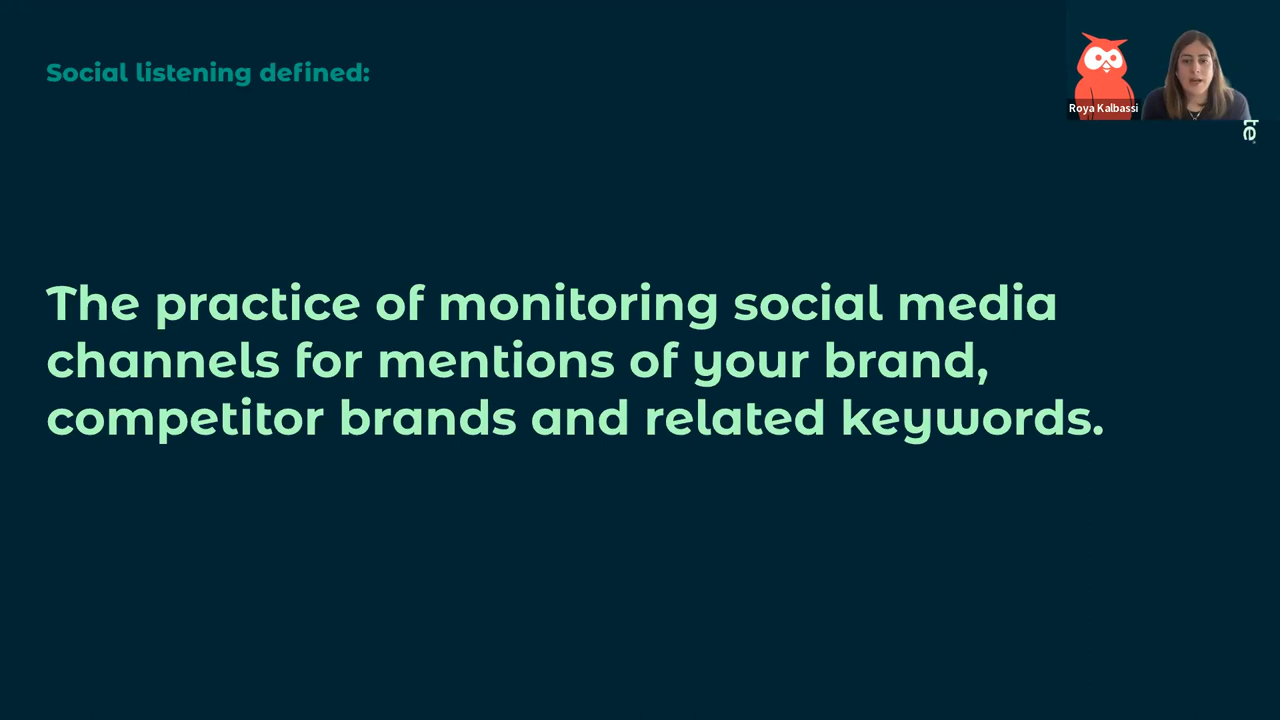 Social listening defined:
Roya Kalbassi
te
The practice of monitoring social media
channels for mentions of your brand,
competitor brands and related keywords.